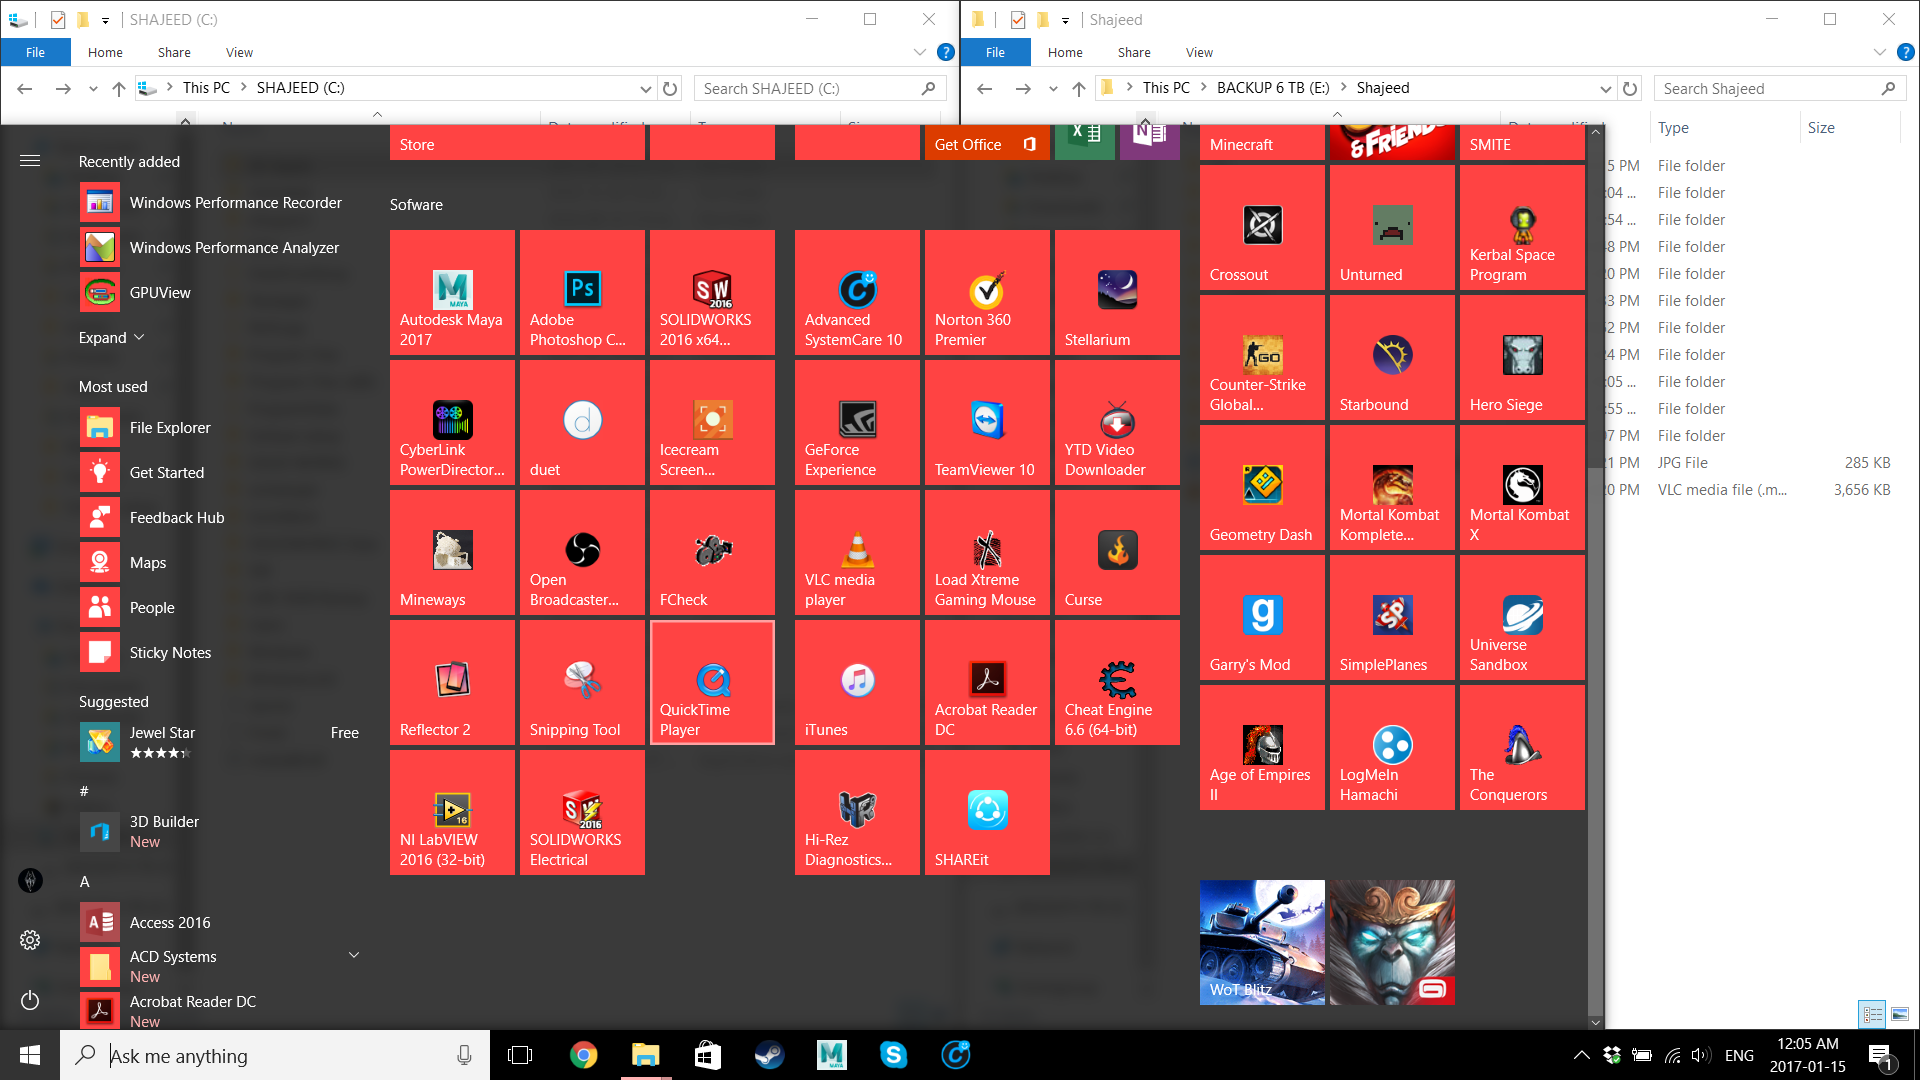 SHAJEED (C:)
File
Home
Share
View
This PC
SHAJEED (C:)
Search SHAJEED (C:)
Shajeed
File
Home
Share
View
This PC
BACKUP 6 TB (E:)
Shajeed
Search Shajeed
Type
Size
5 PM File folder
:04 ... File folder
:54 ... File folder
48 PM File folder
20 PM File folder
33 PM File folder
52 PM File folder
24 PM File folder
:05 ... File folder
:55 ... File folder
07 PM File folder
21 PM JPG File 285 KB
20 PM VLC media file (.m... 3,656 KB
Recently added
Windows Performance Recorder
Windows Performance Analyzer
GPUView
Expand
Most used
File Explorer
Get Started
Feedback Hub
Maps
People
Sticky Notes
Suggested
Jewel Star
Free
#
3D Builder
New
A
Access 2016
ACD Systems
New
Acrobat Reader DC
New
Store
Get Office
Sofware
Autodesk Maya
2017
Adobe
Photoshop C...
SOLIDWORKS
2016 x64...
Advanced
SystemCare 10
Norton 360
Premier
Stellarium
CyberLink
PowerDirector...
duet
Icecream
Screen...
GeForce
Experience
TeamViewer 10
YTD Video
Downloader
Mineways
Open
Broadcaster...
FCheck
VLC media
player
Load Xtreme
Gaming Mouse
Curse
Reflector 2
Snipping Tool
QuickTime
Player
iTunes
Acrobat Reader
DC
Cheat Engine
6.6 (64-bit)
NI LabVIEW
2016 (32-bit)
SOLIDWORKS
Electrical
Hi-Rez
Diagnostics...
SHAREit
Minecraft
& FRIENDS
SMITE
Crossout
Unturned
Kerbal Space
Program
Counter-Strike
Global...
Starbound
Hero Siege
Geometry Dash
Mortal Kombat
Komplete...
Mortal Kombat
X
Garry's Mod
SimplePlanes
Universe
Sandbox
Age of Empires
II
LogMeIn
Hamachi
The
Conquerors
WoT Blitz
Ask me anything
ENG
12:05 AM
2017-01-15
1